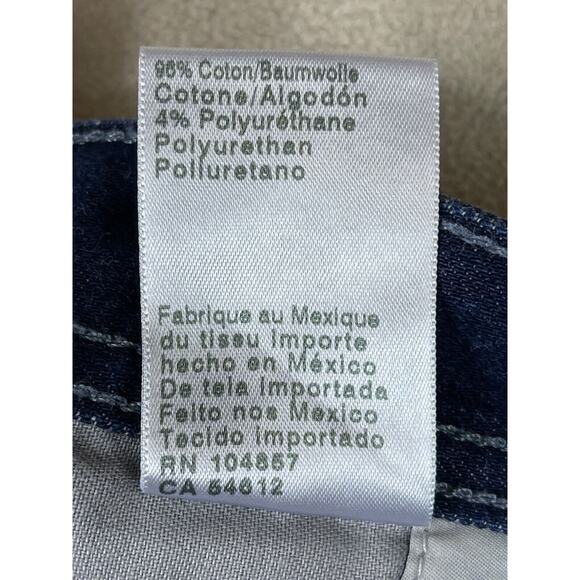 96% Coton/Baumwolle
Cotone/Algodón
4% Polyuréthane
Polyurethan
Poliuretano
Fabrique au Mexique
du tissu importe
hecho en México
De tela importada
Feito nos Mexico
Tecido importado
RN 104857
CA 54612